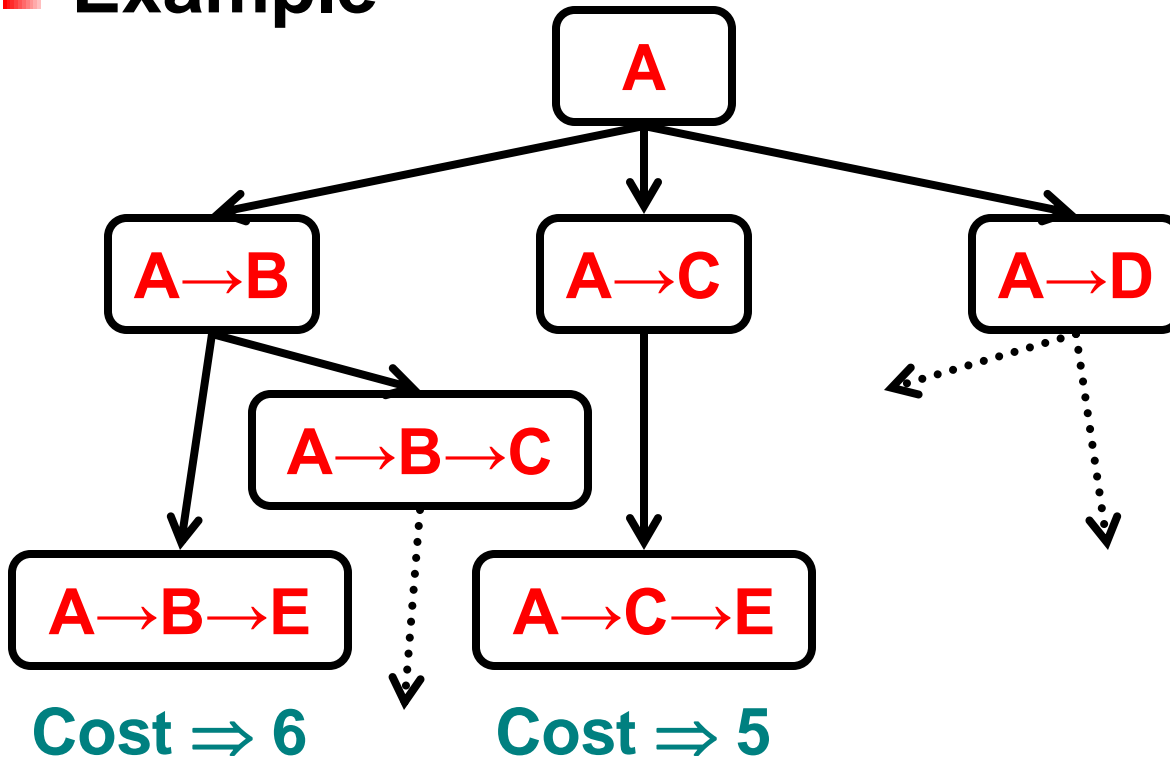 Example
A
A→B
A→C
A→D
A→B→C
A→B→E
A→C→E
Cost ⇒ 6
Cost ⇒ 5